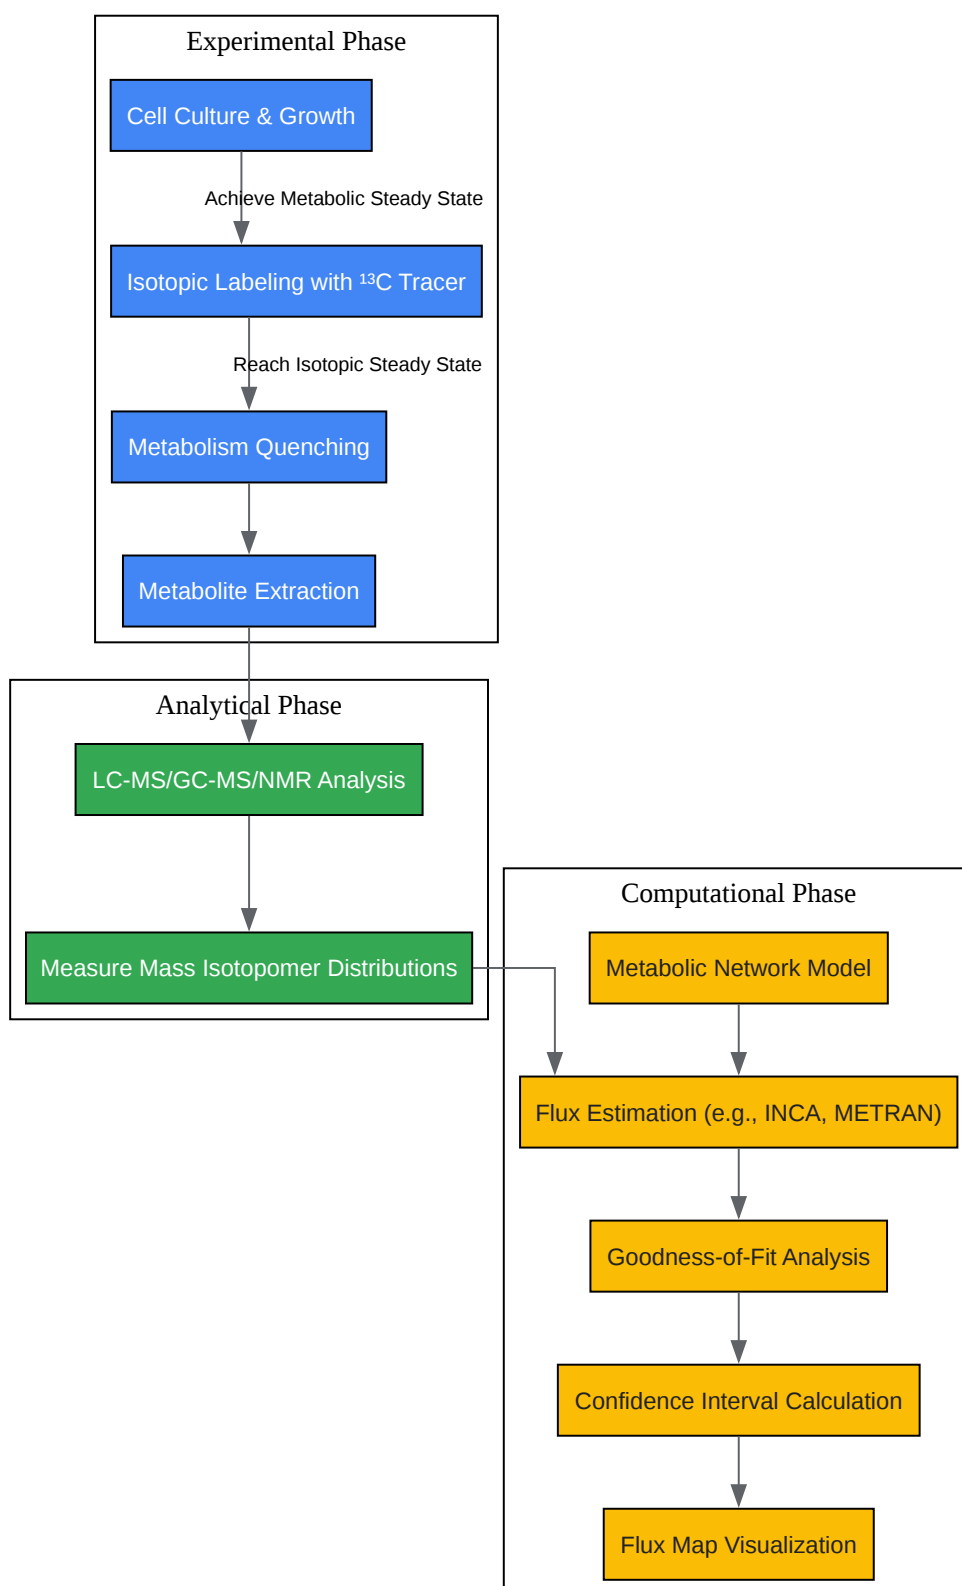 Experimental Phase
Cell Culture & Growth
Achieve Metabolic Steady State
Isotopic Labeling with ¹³C Tracer
Reach Isotopic Steady State
Metabolism Quenching
Metabolite Extraction
Analytical Phase
LC-MS/GC-MS/NMR Analysis
Measure Mass Isotopomer Distributions
Computational Phase
Metabolic Network Model
Flux Estimation (e.g., INCA, METRAN)
Goodness-of-Fit Analysis
Confidence Interval Calculation
Flux Map Visualization